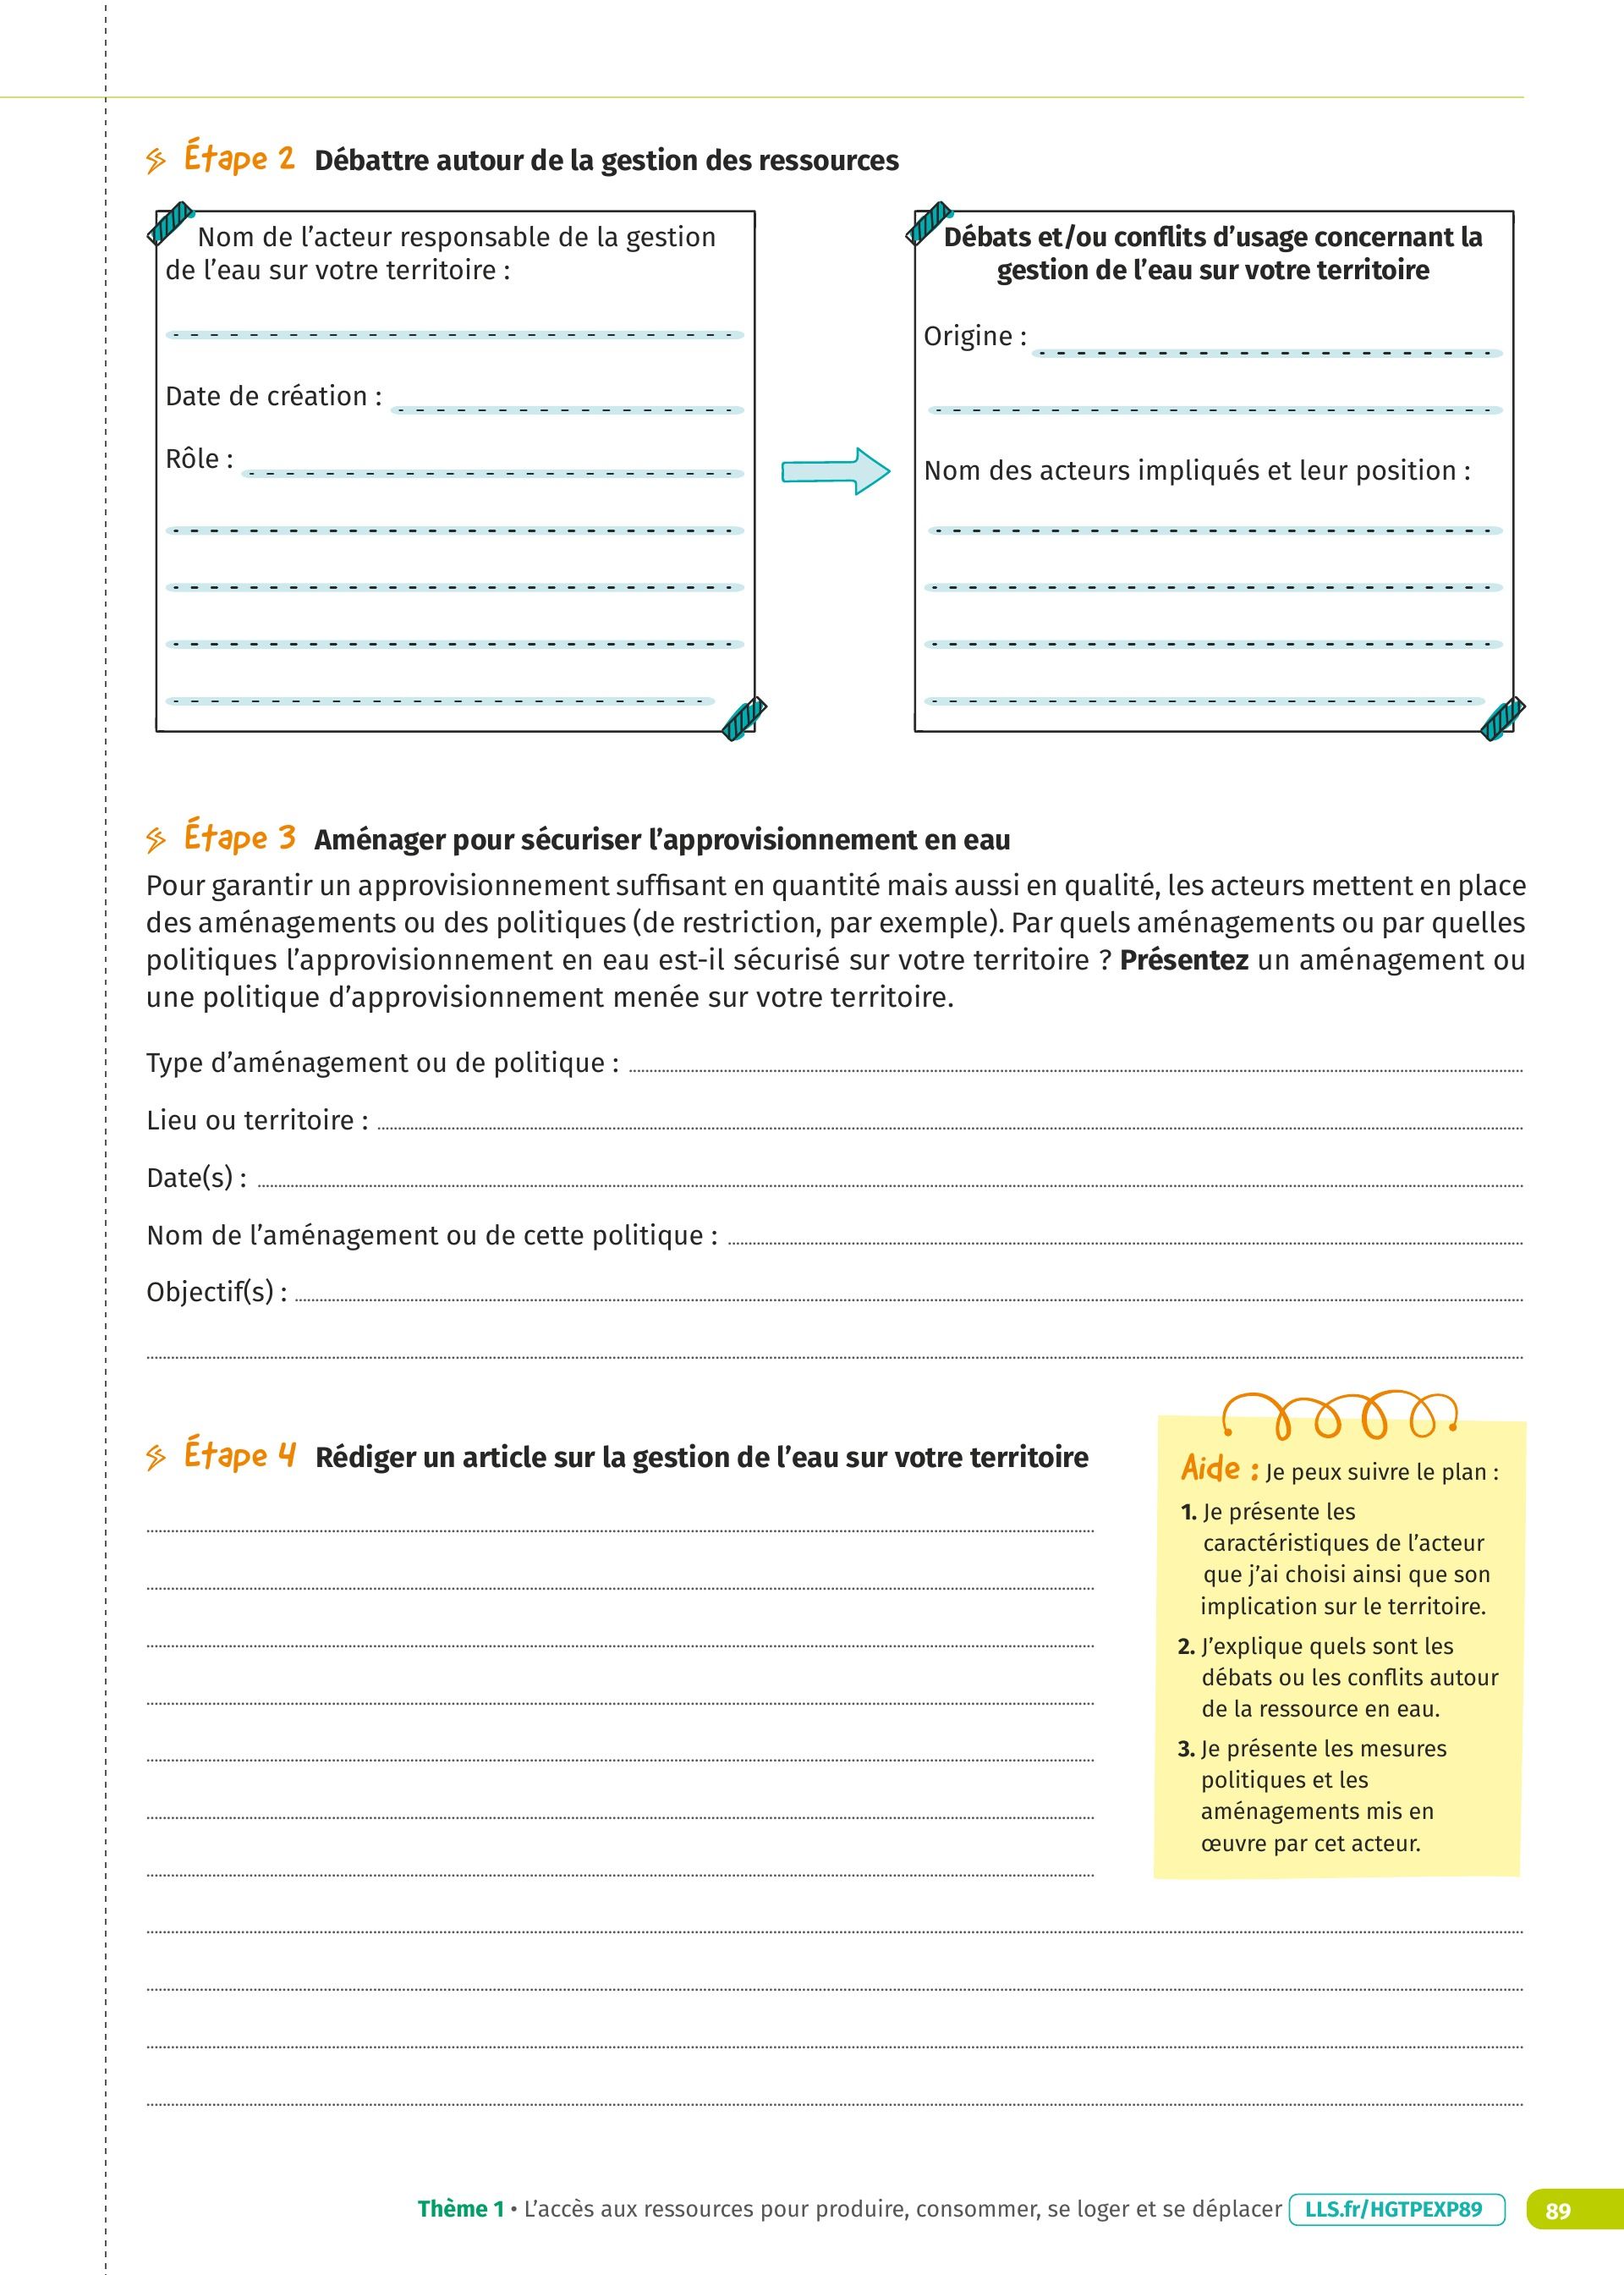 Étape 2 Débattre autour de la gestion des ressources
Nom de l'acteur responsable de la gestion
de l'eau sur votre territoire :
Date de création :
Rôle :
Débats et/ou conflits d'usage concernant la
gestion de l'eau sur votre territoire
Origine :
Nom des acteurs impliqués et leur position :
Étape 3 Aménager pour sécuriser l'approvisionnement en eau
Pour garantir un approvisionnement suffisant en quantité mais aussi en qualité, les acteurs mettent en place
des aménagements ou des politiques (de restriction, par exemple). Par quels aménagements ou par quelles
politiques l'approvisionnement en eau est-il sécurisé sur votre territoire ? Présentez un aménagement ou
une politique d'approvisionnement menée sur votre territoire.
Type d'aménagement ou de politique :
Lieu ou territoire :
Date(s) :
Nom de l'aménagement ou de cette politique :
Objectif(s) :
Étape 4 Rédiger un article sur la gestion de l'eau sur votre territoire
Aide : Je peux suivre le plan :
1. Je présente les
caractéristiques de l'acteur
que j'ai choisi ainsi que son
implication sur le territoire.
2. J'explique quels sont les
débats ou les conflits autour
de la ressource en eau.
3. Je présente les mesures
politiques et les
aménagements mis en
œuvre par cet acteur.
Thème 1 • L'accès aux ressources pour produire, consommer, se loger et se déplacer LLS.fr/HGTPEXP89 89